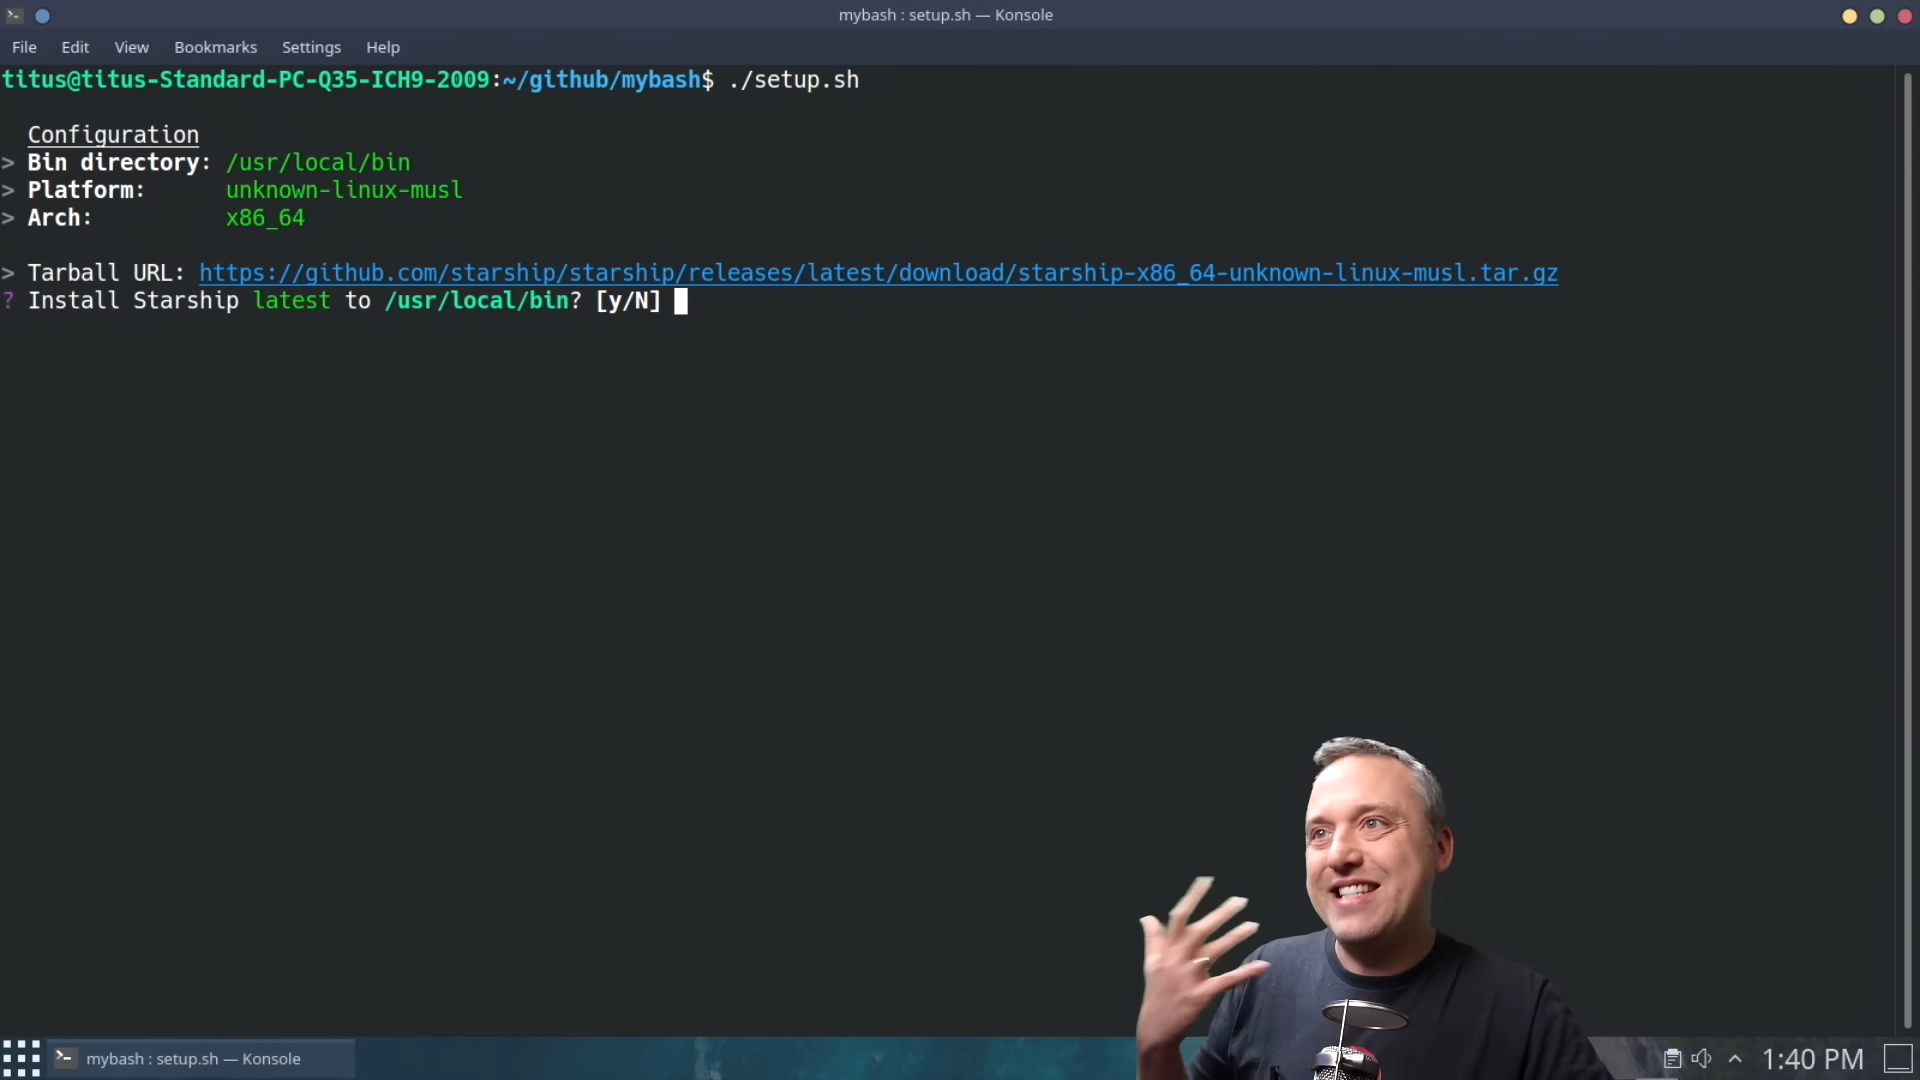 mybash : setup.sh — Konsole
File Edit View Bookmarks Settings Help
titus@titus-Standard-PC-Q35-ICH9-2009:~/github/mybash$ ./setup.sh
Configuration
> Bin directory: /usr/local/bin
> Platform: unknown-linux-musl
> Arch: x86_64
> Tarball URL: https://github.com/starship/starship/releases/latest/download/starship-x86_64-unknown-linux-musl.tar.gz
? Install Starship latest to /usr/local/bin? [y/N]
mybash : setup.sh — Konsole
1:40 PM